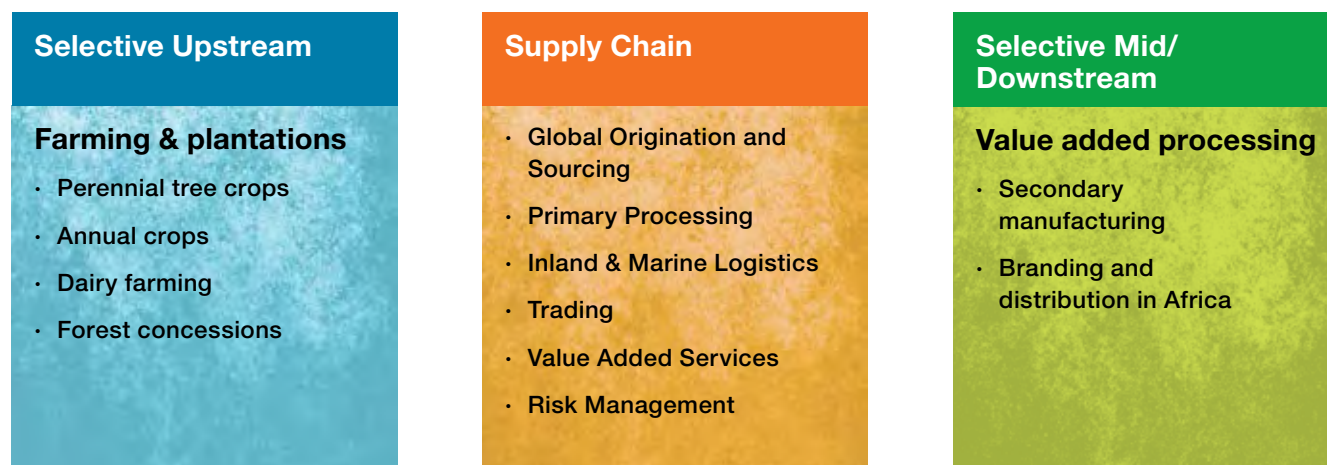 Selective Upstream
Farming & plantations
· Perennial tree crops
· Annual crops
· Dairy farming
· Forest concessions
Supply Chain
· Global Origination and
Sourcing
· Primary Processing
· Inland & Marine Logistics
· Trading
· Value Added Services
· Risk Management
Selective Mid/
Downstream
Value added processing
· Secondary
manufacturing
· Branding and
distribution in Africa